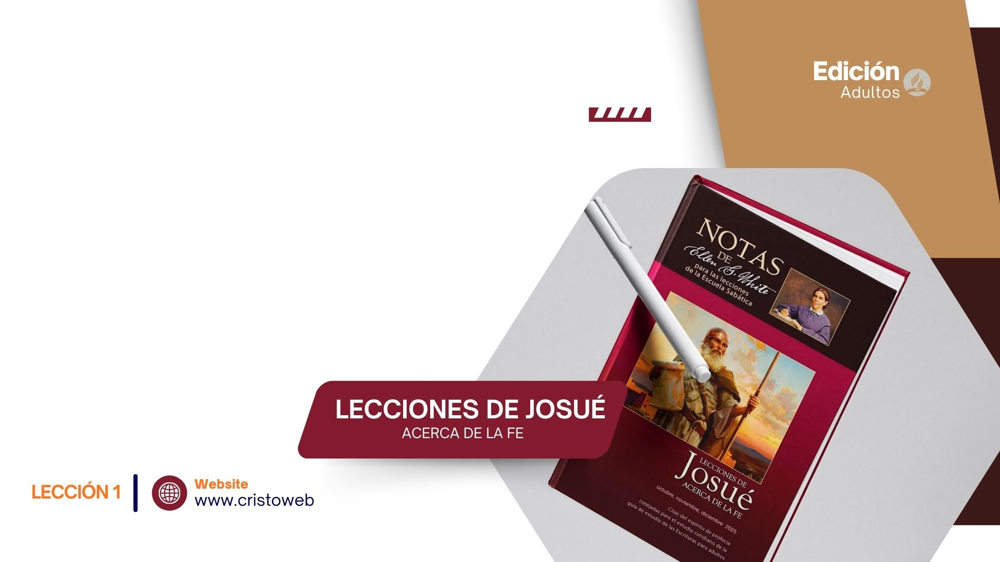 Edición
Adultos
NOTAS
DE
Ellen G. White
para las lecciones
de la Escuela Sabática
LECCIONES DE JOSUÉ
ACERCA DE LA FE
LECCIONES DE
Josué
ACERCA DE LA FE
octubre, noviembre, diciembre 2025
Citas del espíritu de profecía
cotejadas para el estudio cotidiano de la
guía de estudio de las Escrituras para adultos
LECCIÓN 1
Website
www.cristoweb